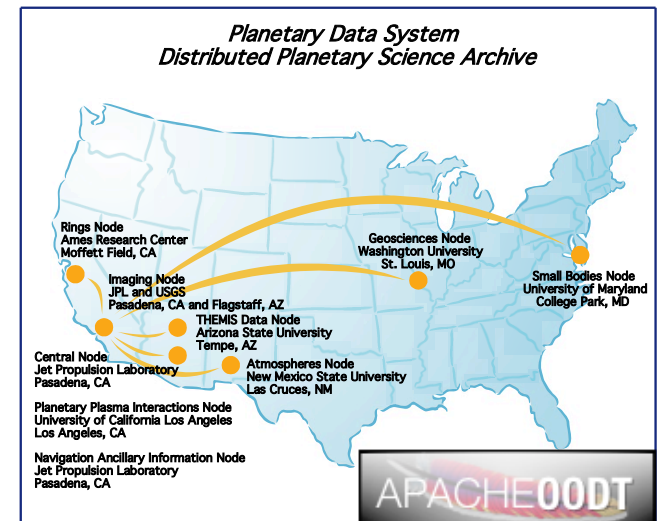 Planetary Data System
Distributed Planetary Science Archive
Rings Node
Ames Research Center
Moffett Field, CA
Imaging Node
JPL and USGS
Pasadena, CA and Flagstaff, AZ
THEMIS Data Node
Arizona State University
Tempe, AZ
Geosciences Node
Washington University
St. Louis, MO
Small Bodies Node
University of Maryland
College Park, MD
Central Node
Jet Propulsion Laboratory
Pasadena, CA
Atmospheres Node
New Mexico State University
Las Cruces, NM
Planetary Plasma Interactions Node
University of California Los Angeles
Los Angeles, CA
Navigation Ancillary Information Node
Jet Propulsion Laboratory
Pasadena, CA
APACHE OODT